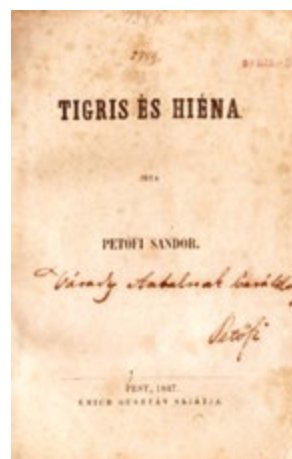 TIGRIS ÉS HIÉNA
IRTA
PETŐFI SÁNDOR.
Várady Antalnak
Petőfi
PEST, 1847.
EMICH GUSZTÁV SAJÁTJA.